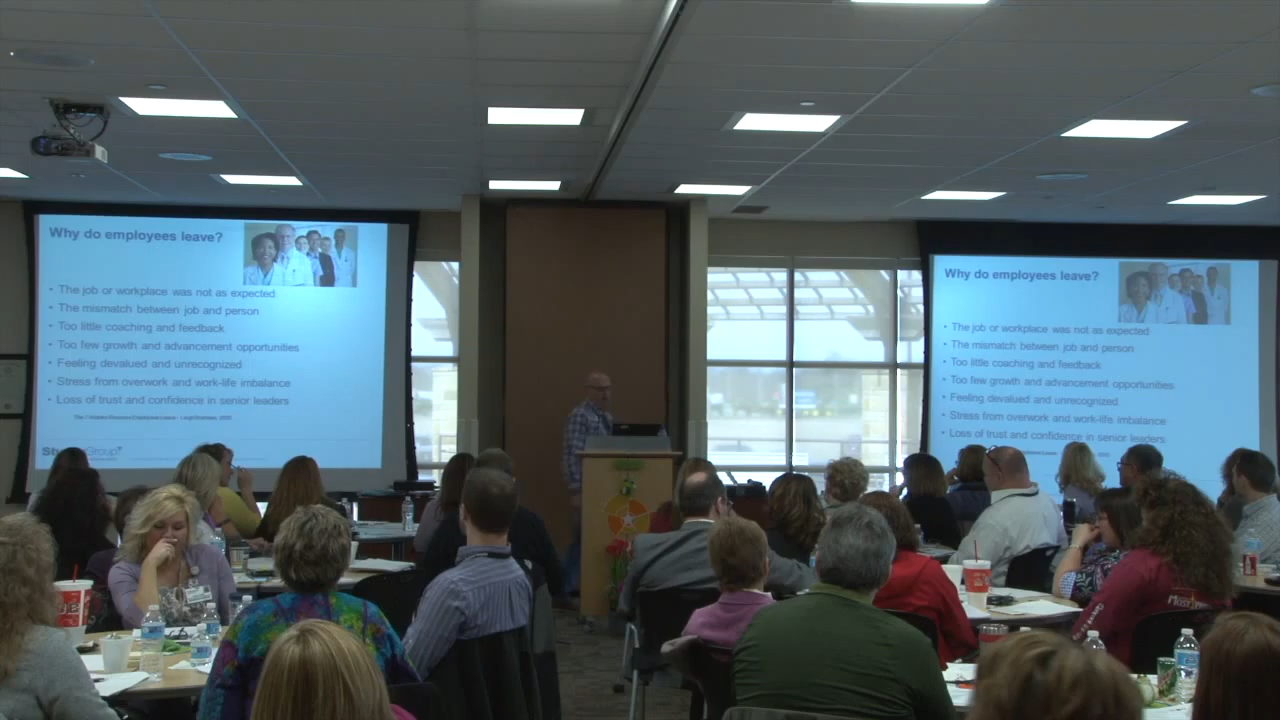 Why do employees leave?
• The job or workplace was not as expected
• The mismatch between job and person
• Too little coaching and feedback
• Too few growth and advancement opportunities
• Feeling devalued and unrecognized
• Stress from overwork and work-life imbalance
• Loss of trust and confidence in senior leaders
Group
Why do employees leave?
• The job or workplace was not as expected
• The mismatch between job and person
• Too little coaching and feedback
• Too few growth and advancement opportunities
• Feeling devalued and unrecognized
• Stress from overwork and work-life imbalance
• Loss of trust and confidence in senior leaders